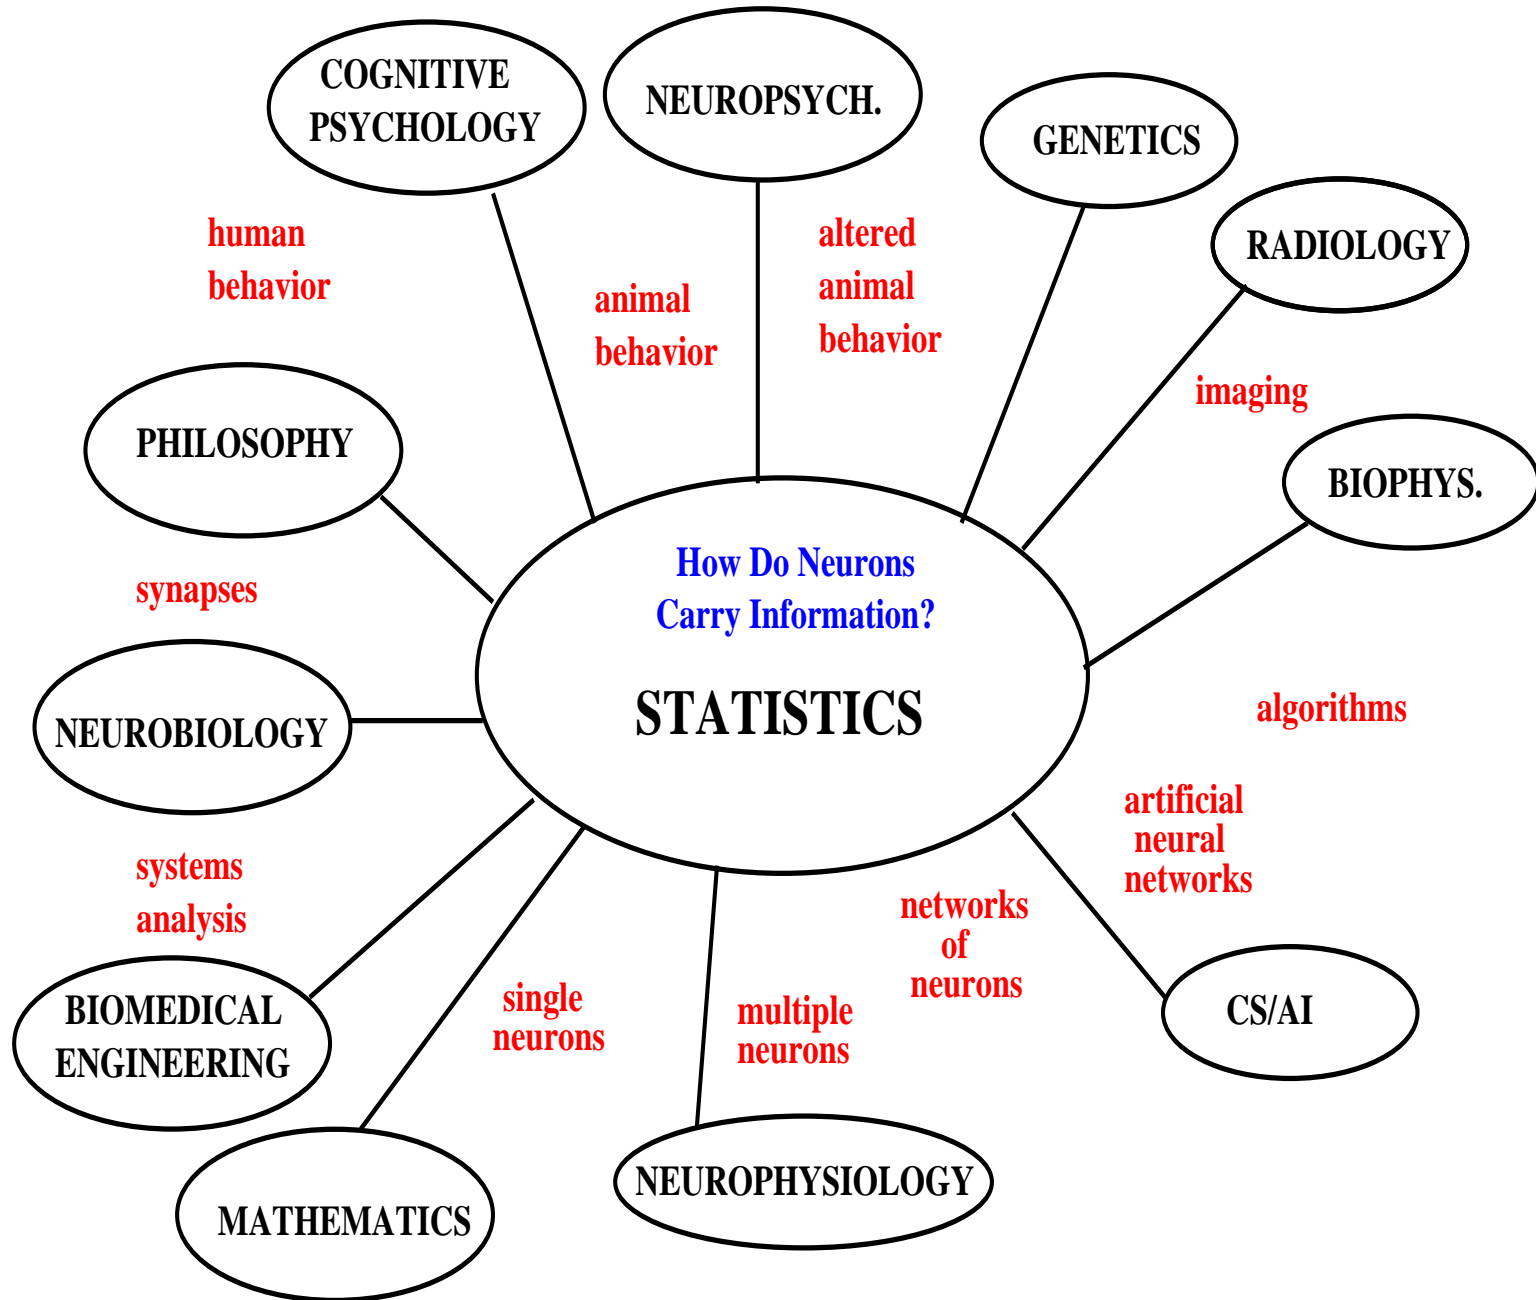 COGNITIVE
PSYCHOLOGY
NEUROPSYCH.
GENETICS
RADIOLOGY
human
behavior
animal
behavior
altered
animal
behavior
imaging
PHILOSOPHY
BIOPHYS.
How Do Neurons
Carry Information?
STATISTICS
synapses
NEUROBIOLOGY
algorithms
artificial
neural
networks
systems
analysis
networks
of
neurons
single
neurons
multiple
neurons
BIOMEDICAL
ENGINEERING
CS/AI
MATHEMATICS
NEUROPHYSIOLOGY